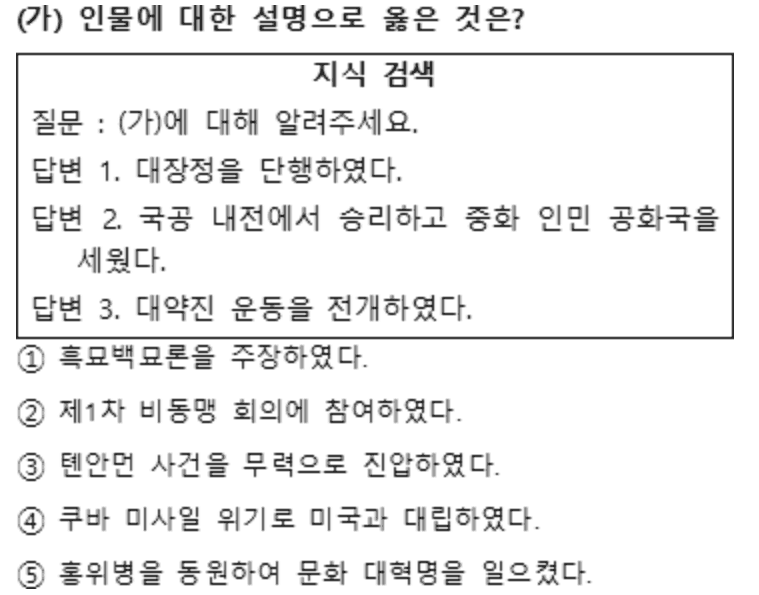 (가) 인물에 대한 설명으로 옳은 것은?
지식 검색
질문 : (가)에 대해 알려주세요.
답변 1. 대장정을 단행하였다.
답변 2. 국공 내전에서 승리하고 중화 인민 공화국을
세웠다.
답변 3. 대약진 운동을 전개하였다.
① 흑묘백묘론을 주장하였다.
② 제1차 비동맹 회의에 참여하였다.
③ 톈안먼 사건을 무력으로 진압하였다.
④ 쿠바 미사일 위기로 미국과 대립하였다.
⑤ 홍위병을 동원하여 문화 대혁명을 일으켰다.